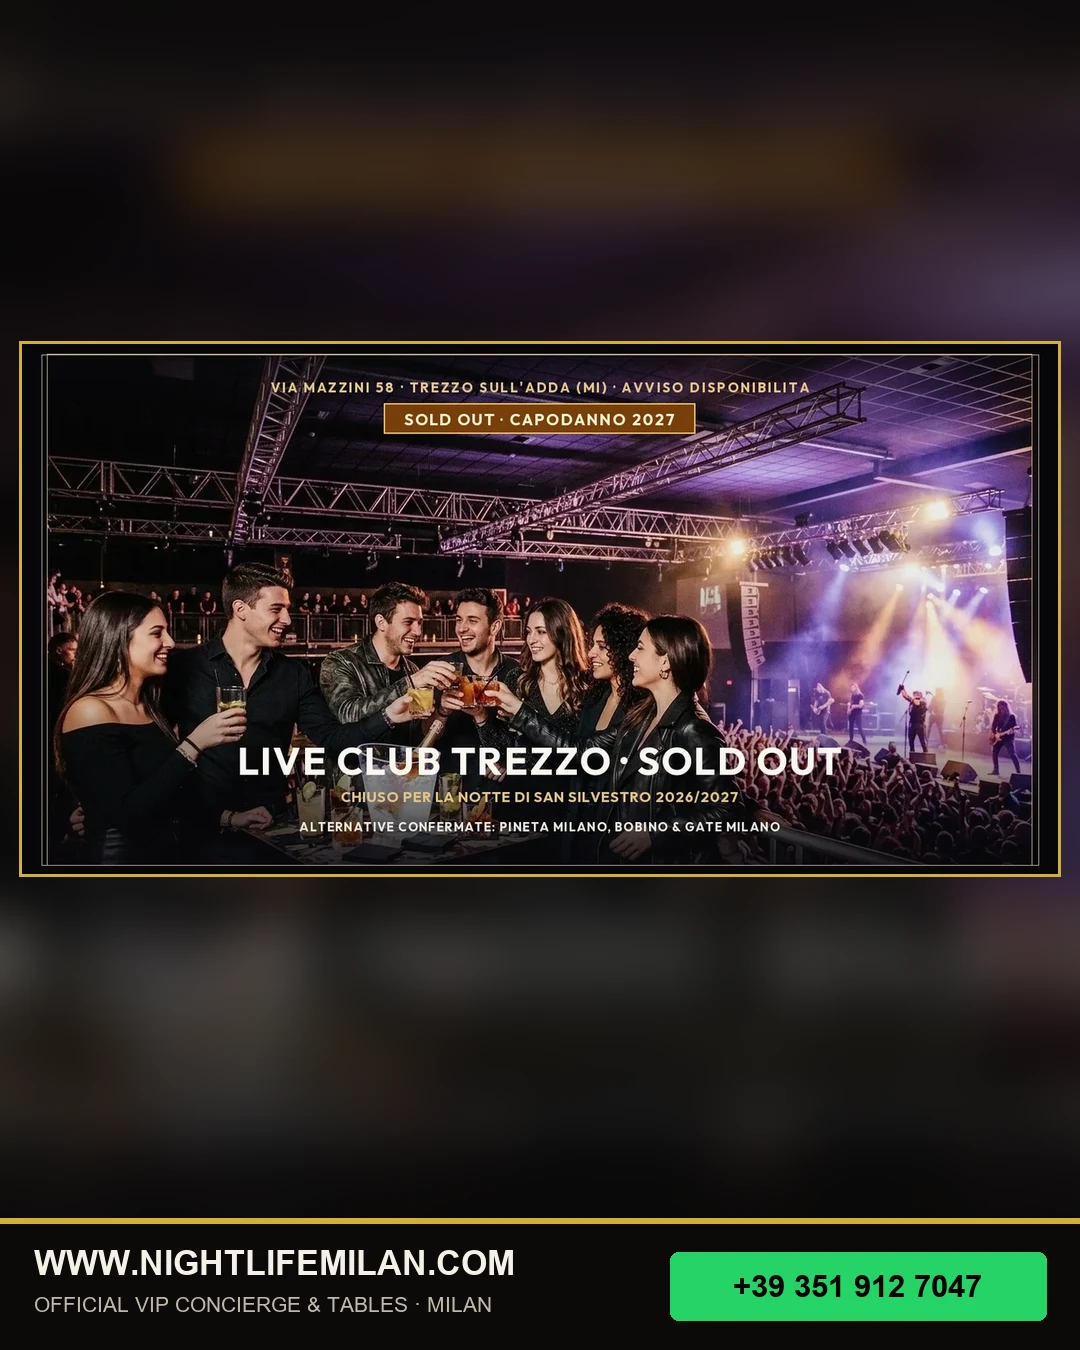 VIA MAZZINI 58 · TREZZO SULL'ADDA (MI) · AVVISO DISPONIBILITA
SOLD OUT · CAPODANNO 2027
LIVE CLUB TREZZO · SOLD OUT
CHIUSO PER LA NOTTE DI SAN SILVESTRO 2026/2027
ALTERNATIVE CONFERMATE: PINETA MILANO, BOBINO & GATE MILANO
WWW.NIGHTLIFEMILAN.COM
OFFICIAL VIP CONCIERGE & TABLES · MILAN
+39 351 912 7047